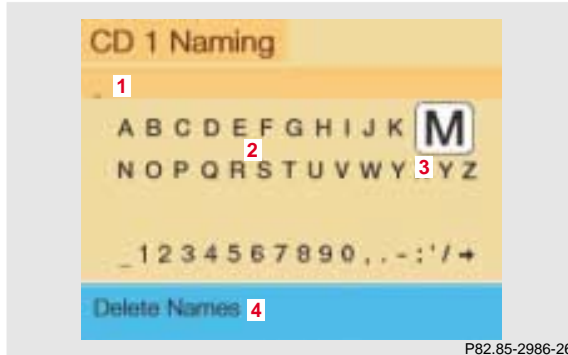 CD 1 Naming
_ 1
A B C D E F G H I J K M
2
N O P Q R S T U V W Y 3 Y Z
_ 1 2 3 4 5 6 7 8 9 0 , . - : ' / →
Delete Names 4
P82.85-2986-26